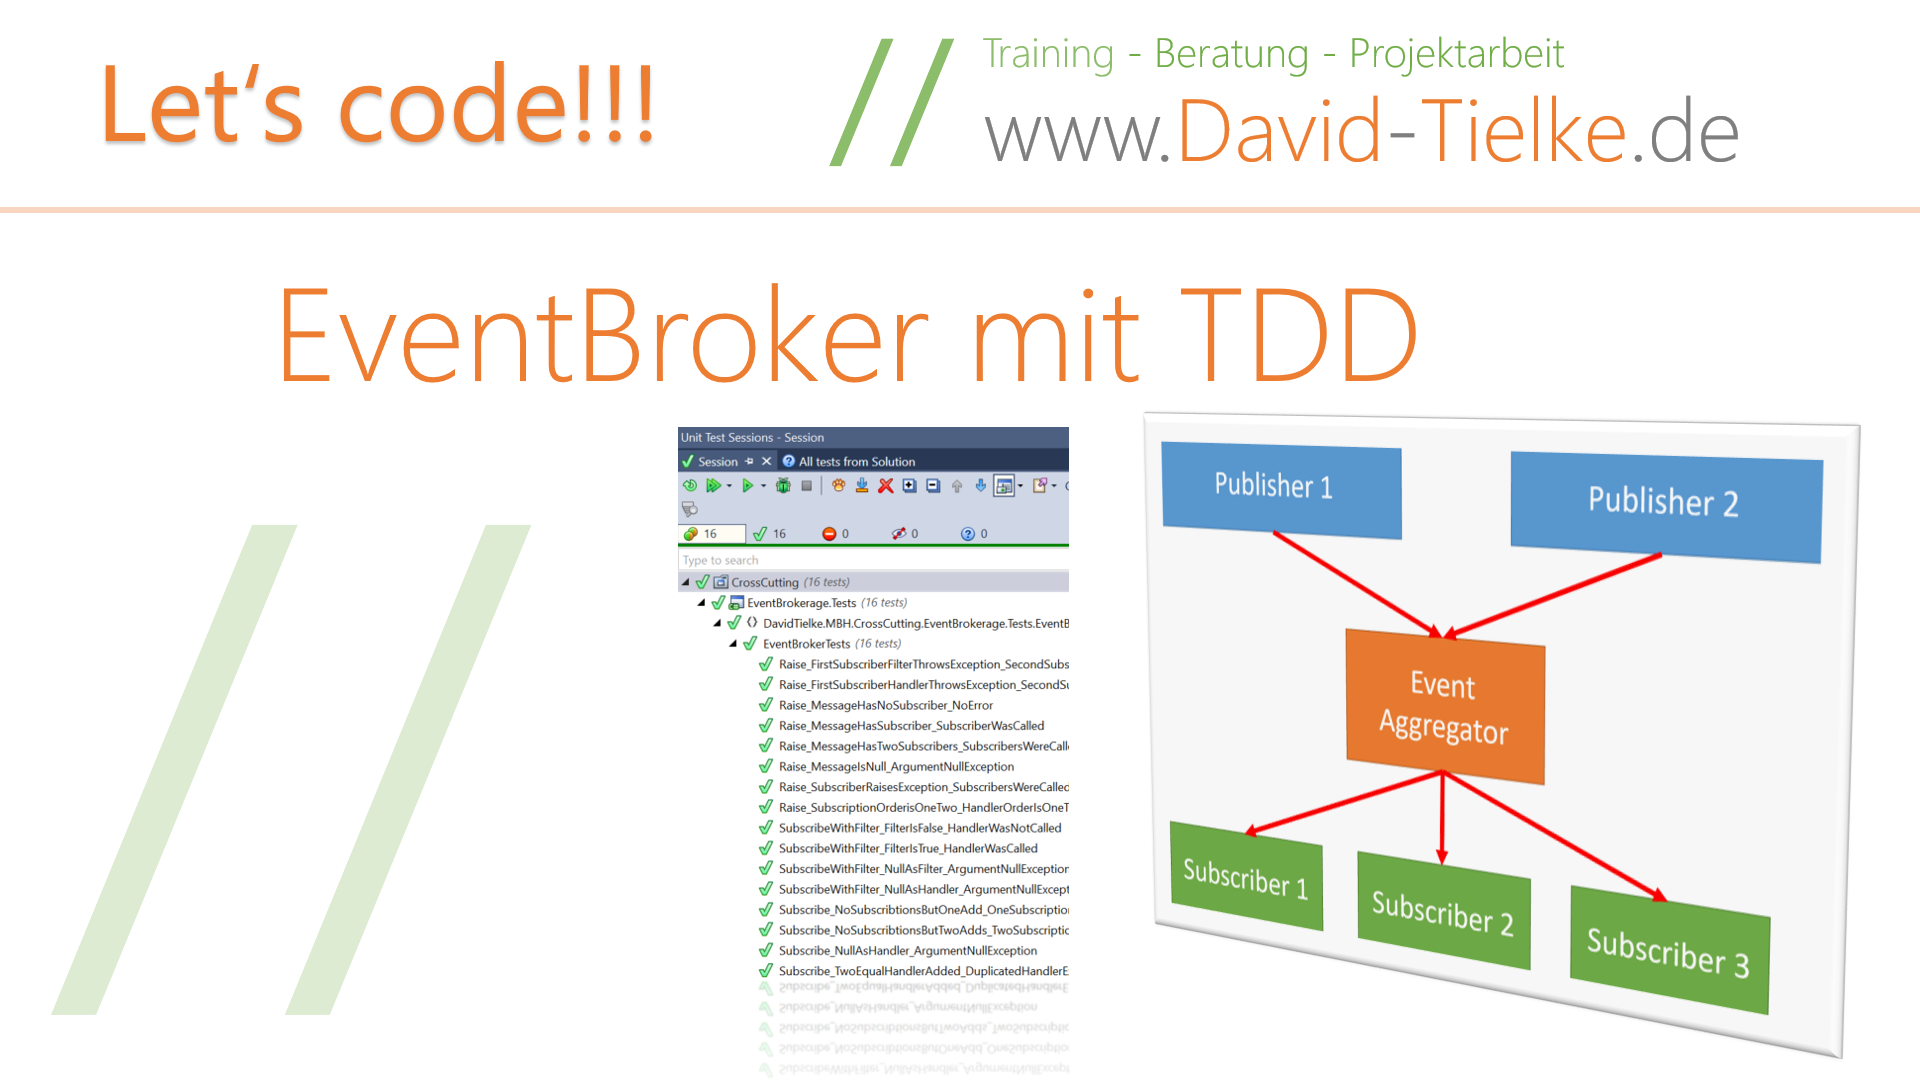 Let‘s code!!!
Training - Beratung - Projektarbeit
www.David-Tielke.de
EventBroker mit TDD
Unit Test Sessions - Session
Session
All tests from Solution
16
16
0
0
0
Type to search
CrossCutting (16 tests)
EventBrokerage.Tests (16 tests)
DavidTielke.MBH.CrossCutting.EventBrokerage.Tests.EventB
EventBrokerTests (16 tests)
Raise_FirstSubscriberFilterThrowsException_SecondSubs
Raise_FirstSubscriberHandlerThrowsException_SecondSu
Raise_MessageHasNoSubscriber_NoError
Raise_MessageHasSubscriber_SubscriberWasCalled
Raise_MessageHasTwoSubscribers_SubscribersWereCall
Raise_MessageIsNull_ArgumentNullException
Raise_SubscriberRaisesException_SubscribersWereCalled
Raise_SubscriptionOrderisOneTwo_HandlerOrderIsOneT
SubscribeWithFilter_FilterIsFalse_HandlerWasNotCalled
SubscribeWithFilter_FilterIsTrue_HandlerWasCalled
SubscribeWithFilter_NullAsFilter_ArgumentNullException
SubscribeWithFilter_NullAsHandler_ArgumentNullExcept
Subscribe_NoSubscribtionsButOneAdd_OneSubscriptio
Subscribe_NoSubscribtionsButTwoAdds_TwoSubscriptic
Subscribe_NullAsHandler_ArgumentNullException
Subscribe_TwoEqualHandlerAdded_DuplicatedHandlerE
Publisher 1
Publisher 2
Event
Aggregator
Subscriber 1
Subscriber 2
Subscriber 3